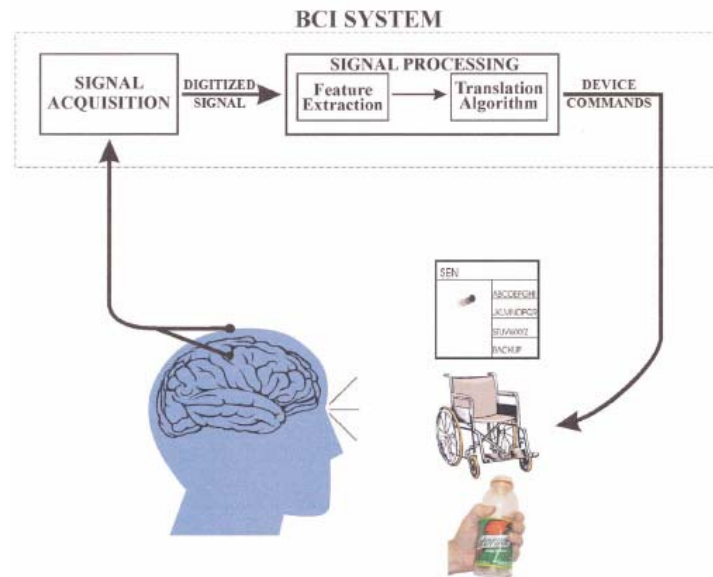 BCI SYSTEM
SIGNAL
ACQUISITION
DIGITIZED
SIGNAL
SIGNAL PROCESSING
Feature
Extraction
Translation
Algorithm
DEVICE
COMMANDS
SEN
ABCDEFGHI
STUVWXYZ
BACKUP